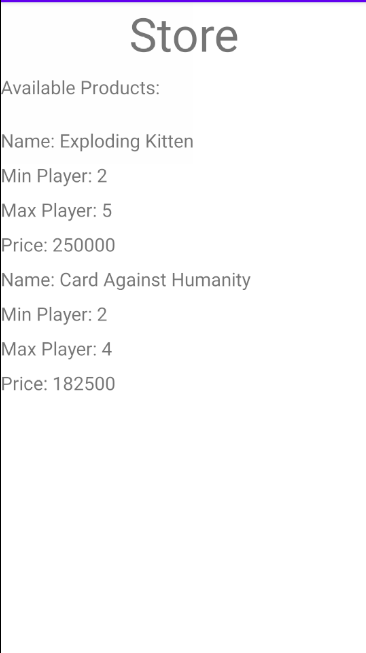 Store
Available Products:
Name: Exploding Kitten
Min Player: 2
Max Player: 5
Price: 250000
Name: Card Against Humanity
Min Player: 2
Max Player: 4
Price: 182500